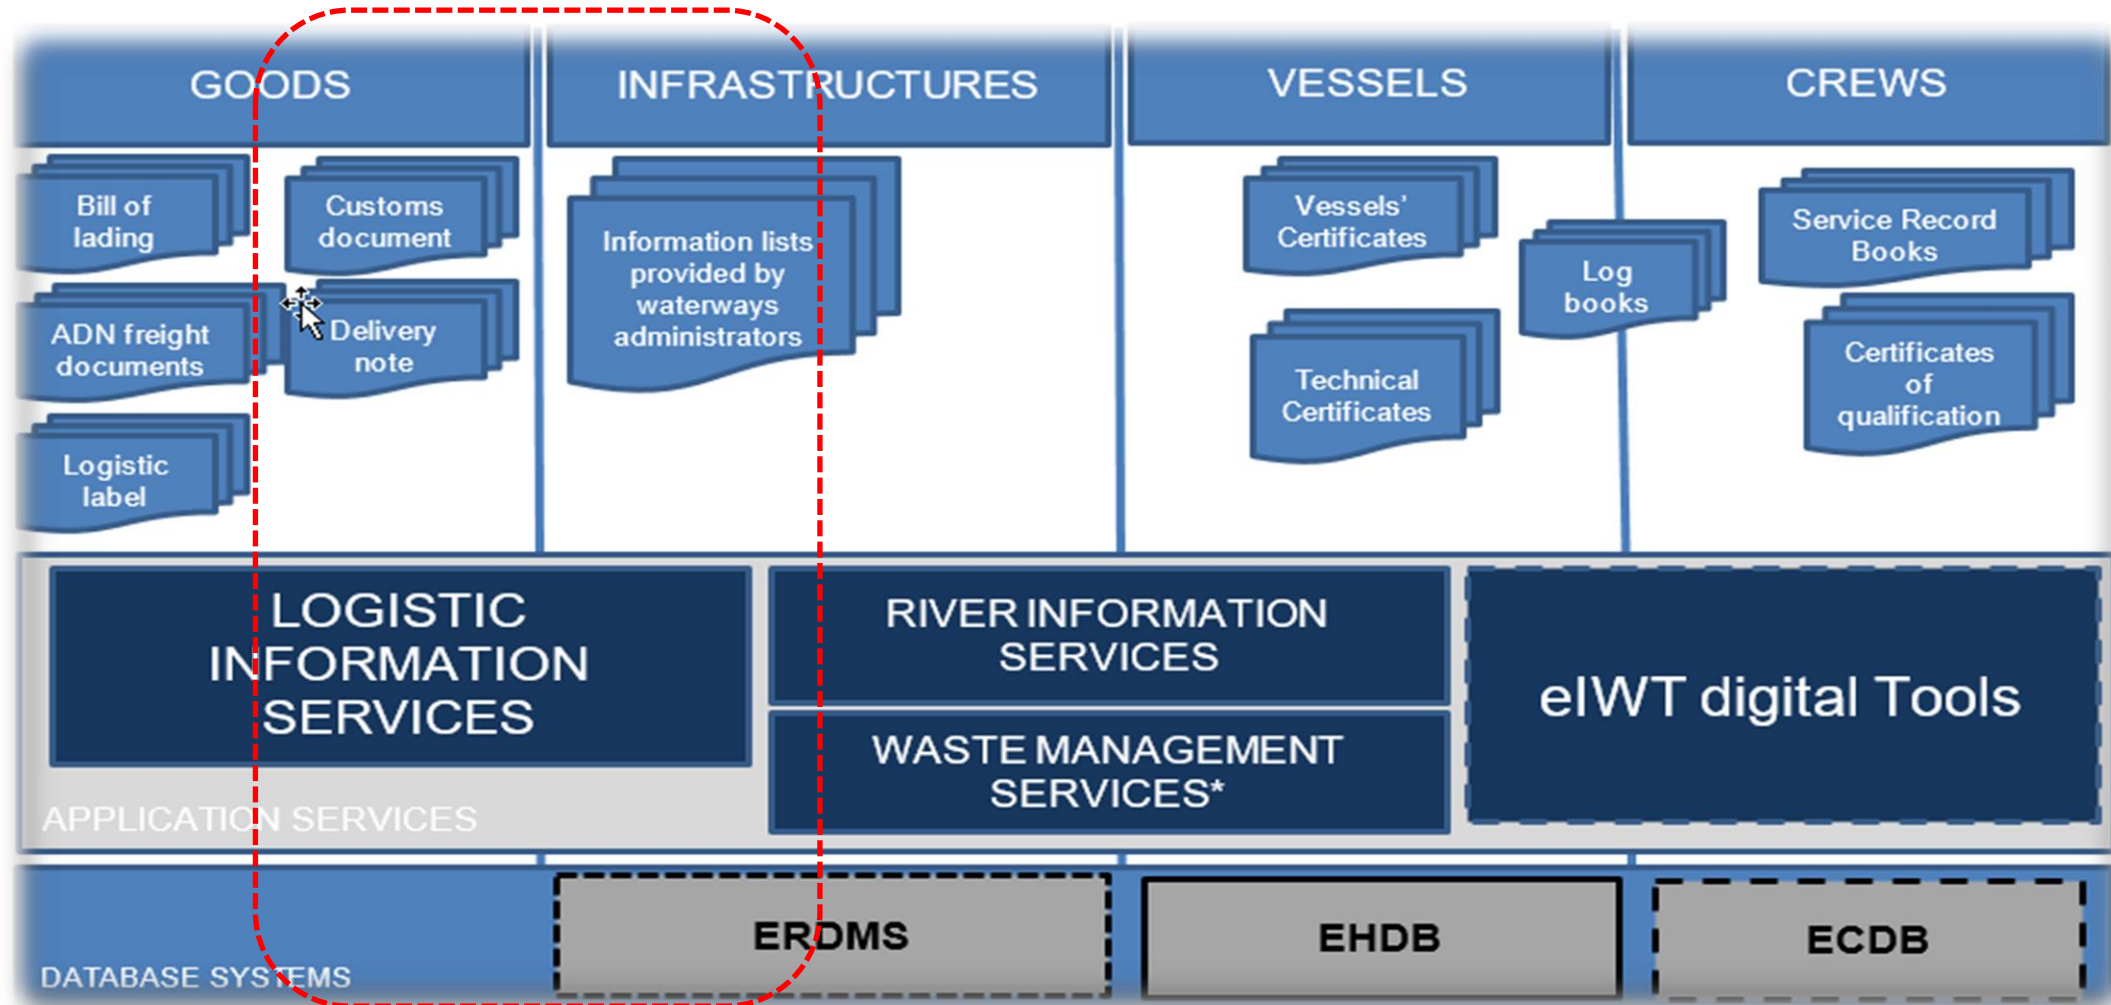 GOODS
INFRASTRUCTURES
VESSELS
CREWS
Bill of
lading
Customs
document
ADN freight
documents
Delivery
note
Logistic
label
Information lists
provided by
waterways
administrators
Vessels’
Certificates
Technical
Certificates
Log
books
Service Record
Books
Certificates
of
qualification
LOGISTIC
INFORMATION
SERVICES
RIVER INFORMATION
SERVICES
WASTE MANAGEMENT
SERVICES*
eIWT digital Tools
APPLICATION SERVICES
ERDMS
EHDB
ECDB
DATABASE SYSTEMS